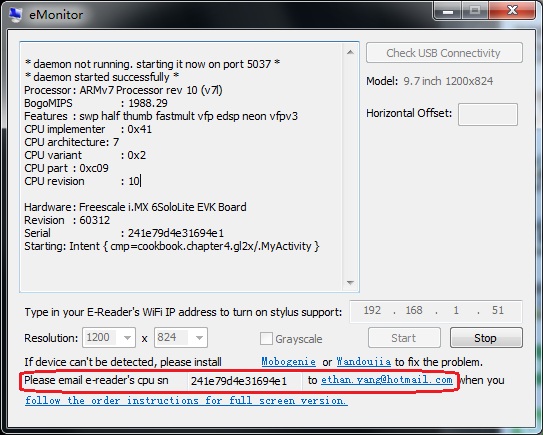 eMonitor
* daemon not running. starting it now on port 5037 *
* daemon started successfully *
Processor : ARMv7 Processor rev 10 (v7l)
BogoMIPS : 1988.29
Features : swp half thumb fastmult vfp edsp neon vfpv3
CPU implementer : 0x41
CPU architecture: 7
CPU variant : 0x2
CPU part : 0xc09
CPU revision : 10
Hardware : Freescale i.MX 6SoloLite EVK Board
Revision : 60312
Serial : 241e79d4e31694e1
Starting: Intent { cmp=cookbook.chapter4.gl2x/.MyActivity }
Check USB Connectivity
Model: 9.7 inch 1200x824
Horizontal Offset:
Type in your E-Reader's WiFi IP address to turn on stylus support: 192 . 168 . 1 . 51
Resolution: 1200 x 824 Grayscale Start Stop
If device can't be detected, please install Mobogenie or Wandoujia to fix the problem.
Please email e-reader's cpu sn 241e79d4e31694e1 to ethan.yang@hotmail.com when you
follow the order instructions for full screen version.